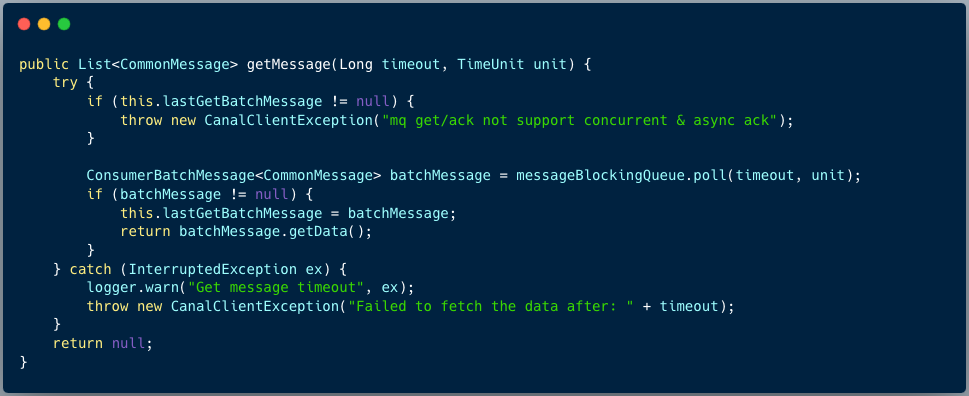 public List<CommonMessage> getMessage(Long timeout, TimeUnit unit) {
    try {
        if (this.lastGetBatchMessage != null) {
            throw new CanalClientException("mq get/ack not support concurrent & async ack");
        }

        ConsumerBatchMessage<CommonMessage> batchMessage = messageBlockingQueue.poll(timeout, unit);
        if (batchMessage != null) {
            this.lastGetBatchMessage = batchMessage;
            return batchMessage.getData();
        }
    } catch (InterruptedException ex) {
        logger.warn("Get message timeout", ex);
        throw new CanalClientException("Failed to fetch the data after: " + timeout);
    }
    return null;
}